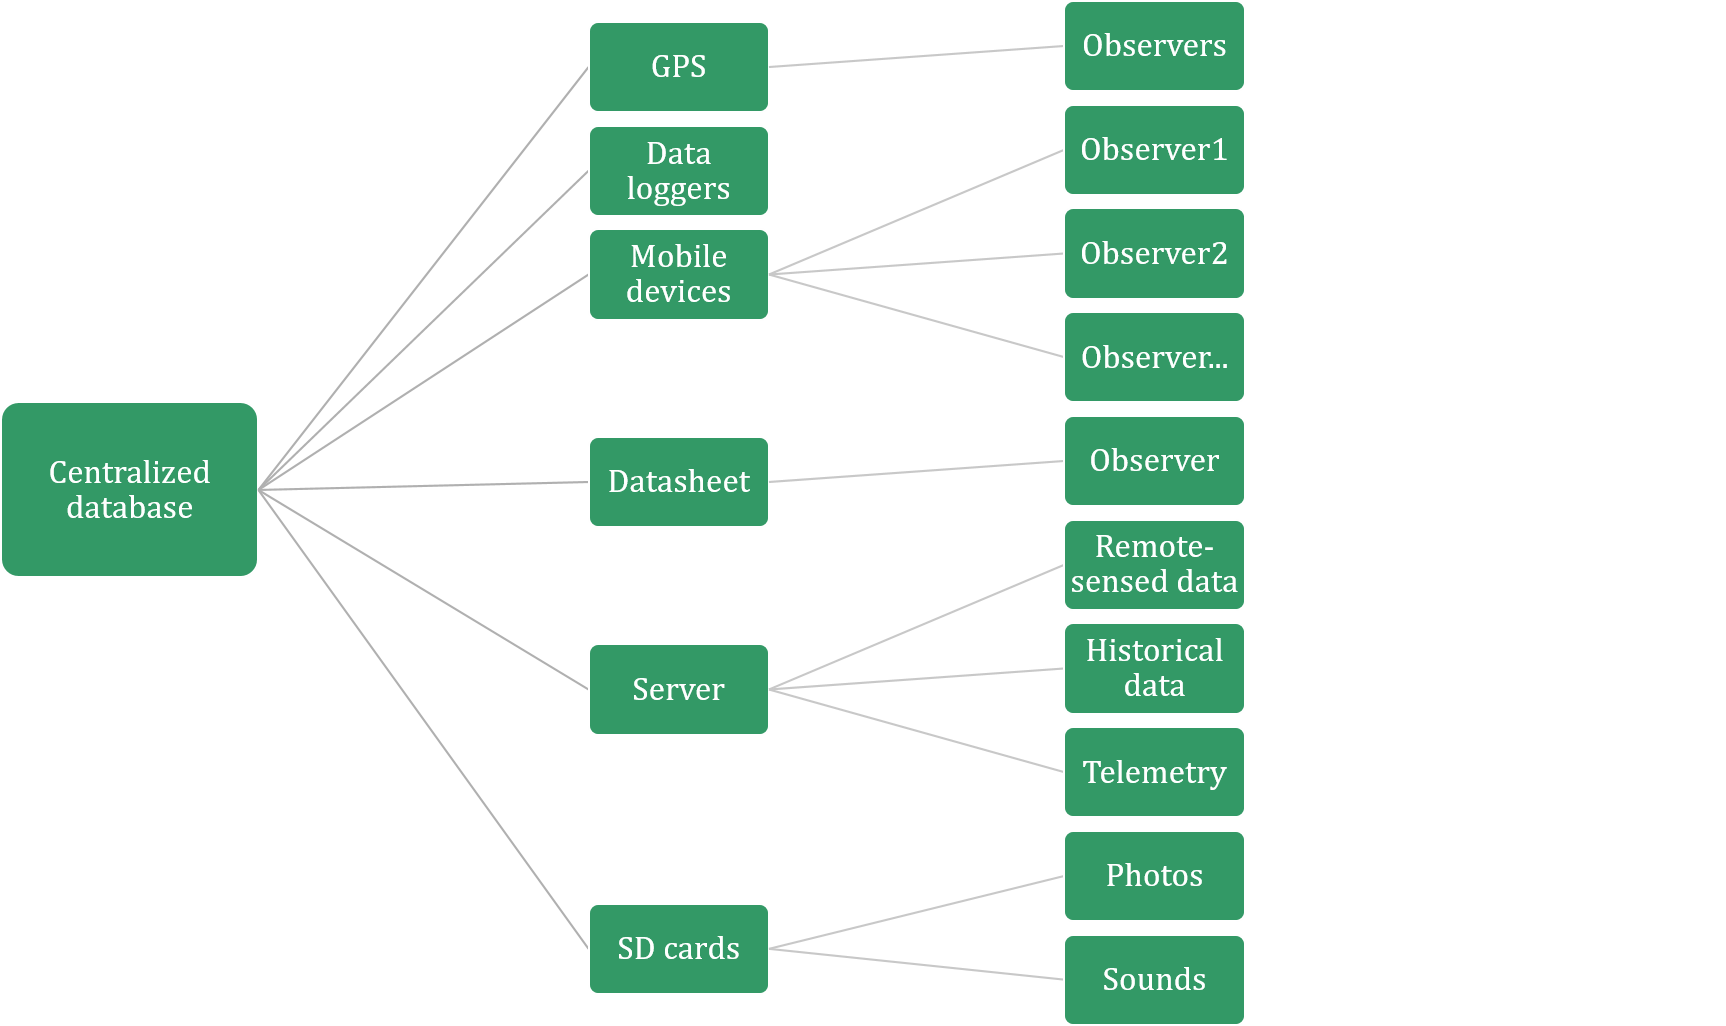 Centralized
database
GPS
Data
loggers
Mobile
devices
Datasheet
Server
SD cards
Observers
Observer1
Observer2
Observer...
Observer
Remote-
sensed data
Historical
data
Telemetry
Photos
Sounds